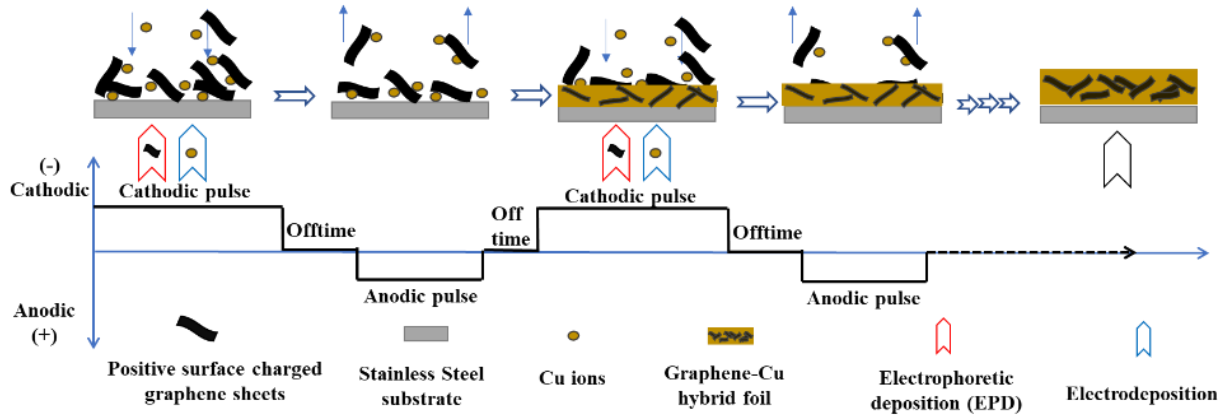 (-)
Cathodic
Cathodic pulse
Offtime
Anodic pulse
Off
time
Cathodic pulse
Offtime
Anodic pulse
Anodic
(+)
Positive surface charged
graphene sheets
Stainless Steel
substrate
Cu ions
Graphene-Cu
hybrid foil
Electrophoretic
deposition (EPD)
Electrodeposition